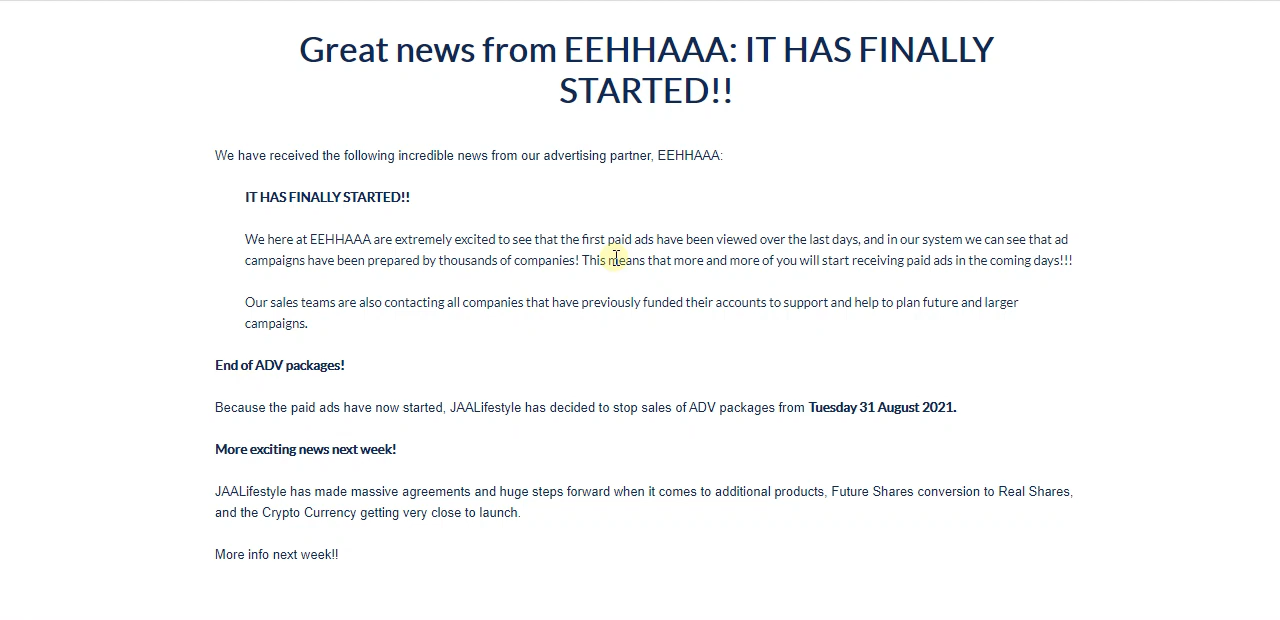 Great news from EEHHAAA: IT HAS FINALLY
STARTED!!
We have received the following incredible news from our advertising partner, EEHHAAA:
IT HAS FINALLY STARTED!!
We here at EEHHAAA are extremely excited to see that the first paid ads have been viewed over the last days, and in our system we can see that ad
campaigns have been prepared by thousands of companies! This means that more and more of you will start receiving paid ads in the coming days!!!
Our sales teams are also contacting all companies that have previously funded their accounts to support and help to plan future and larger
campaigns.
End of ADV packages!
Because the paid ads have now started, JAALifestyle has decided to stop sales of ADV packages from Tuesday 31 August 2021.
More exciting news next week!
JAALifestyle has made massive agreements and huge steps forward when it comes to additional products, Future Shares conversion to Real Shares,
and the Crypto Currency getting very close to launch.
More info next week!!